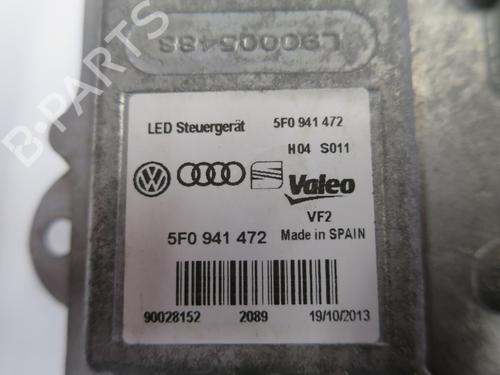 L90005488
LED Steuergerät 5F0 941 472
H04 S011
Valeo
VF2
5F0 941 472 Made in SPAIN
90028152 2089 19/10/2013
B-PARTS